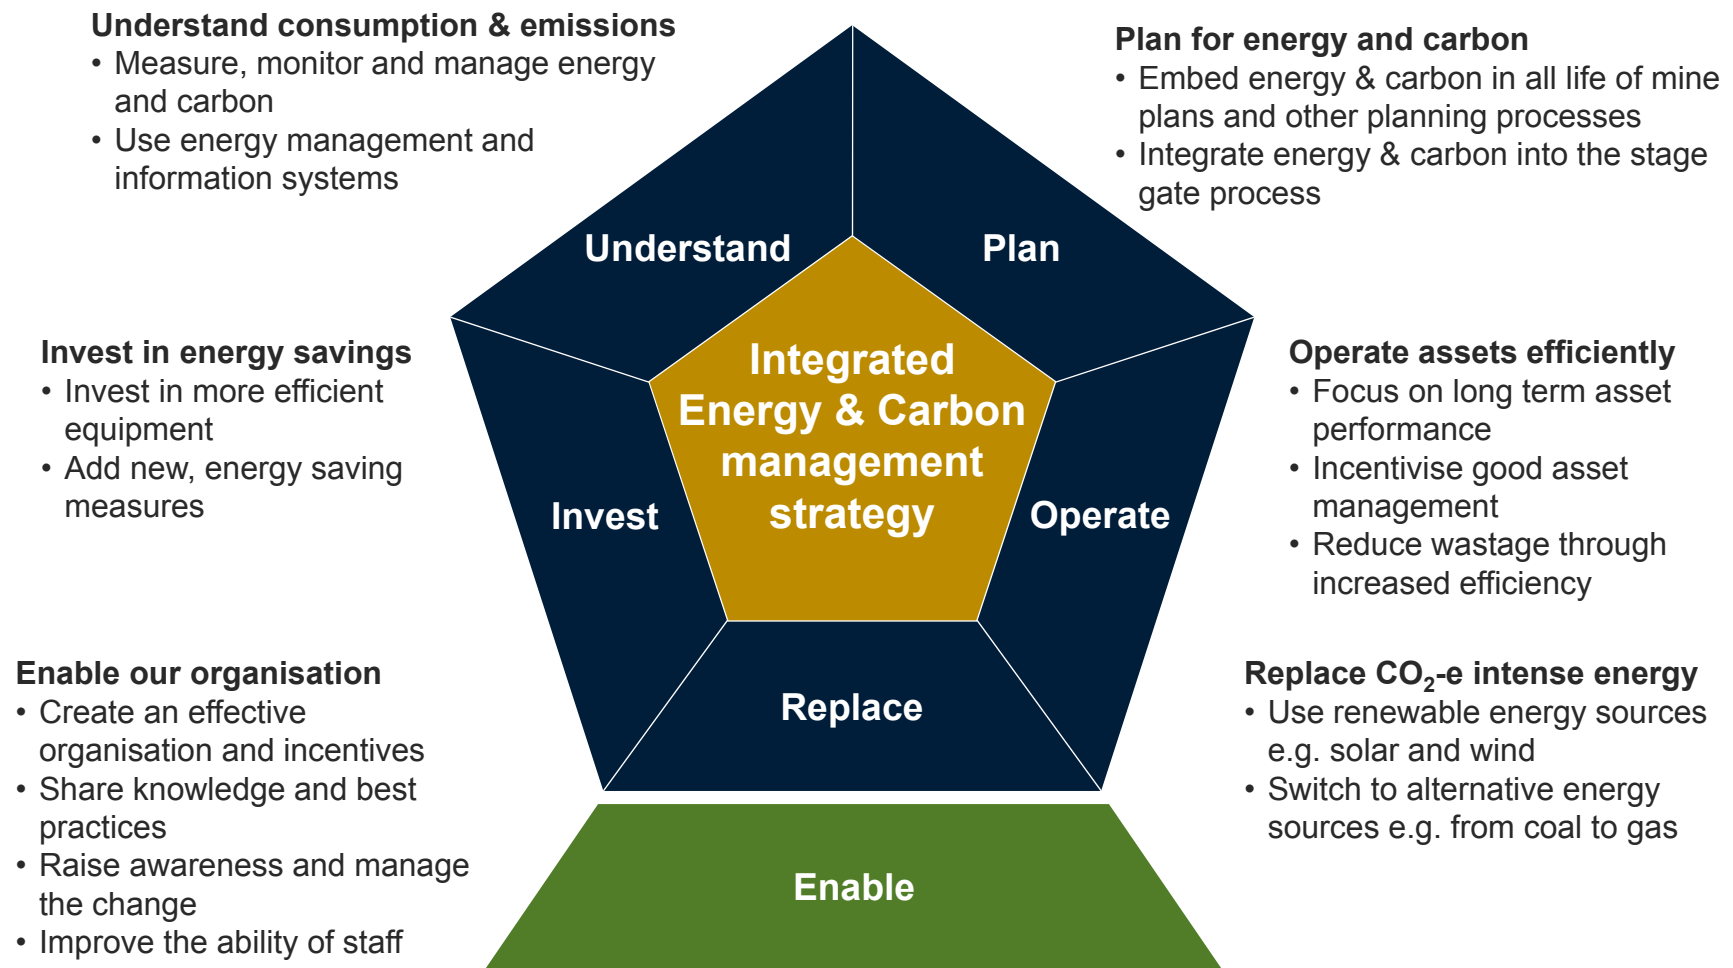 Understand consumption & emissions
• Measure, monitor and manage energy
and carbon
• Use energy management and
information systems
Plan for energy and carbon
• Embed energy & carbon in all life of mine
plans and other planning processes
• Integrate energy & carbon into the stage
gate process
Understand
Plan
Invest in energy savings
• Invest in more efficient
equipment
• Add new, energy saving
measures
Integrated
Energy & Carbon
management
strategy
Invest
Operate
Operate assets efficiently
• Focus on long term asset
performance
• Incentivise good asset
management
• Reduce wastage through
increased efficiency
Enable our organisation
• Create an effective
organisation and incentives
• Share knowledge and best
practices
• Raise awareness and manage
the change
• Improve the ability of staff
Replace
Enable
Replace CO₂-e intense energy
• Use renewable energy sources
e.g. solar and wind
• Switch to alternative energy
sources e.g. from coal to gas